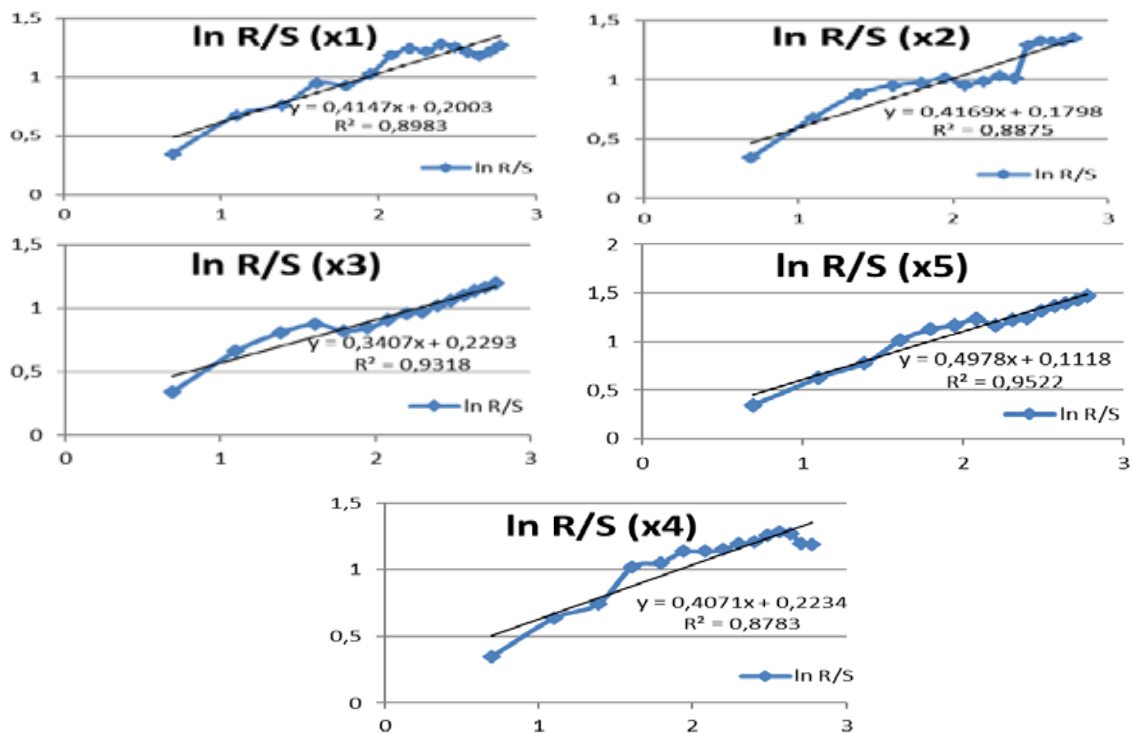 ln R/S (x1)
1,5
1
0,5
0
0
1
2
3
y = 0,4147x + 0,2003
R² = 0,8983
ln R/S
ln R/S (x2)
1,5
1
0,5
0
0
1
2
3
y = 0,4169x + 0,1798
R² = 0,8875
ln R/S
ln R/S (x3)
1,5
1
0,5
0
0
1
2
3
y = 0,3407x + 0,2293
R² = 0,9318
ln R/S
ln R/S (x5)
2
1,5
1
0,5
0
0
1
2
3
y = 0,4978x + 0,1118
R² = 0,9522
ln R/S
ln R/S (x4)
1,5
1
0,5
0
0
1
2
3
y = 0,4071x + 0,2234
R² = 0,8783
ln R/S